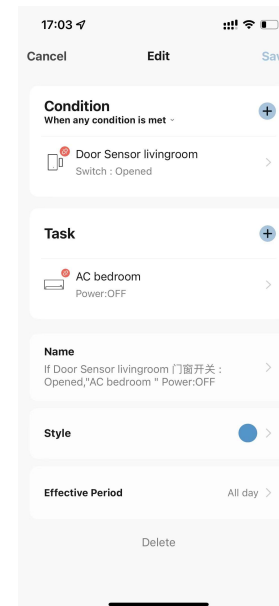 17:03
Cancel Edit Sav
Condition
When any condition is met
Door Sensor livingroom
Switch : Opened
Task
AC bedroom
Power:OFF
Name
If Door Sensor livingroom 门窗开关 :
Opened,"AC bedroom " Power:OFF
Style
Effective Period All day
Delete